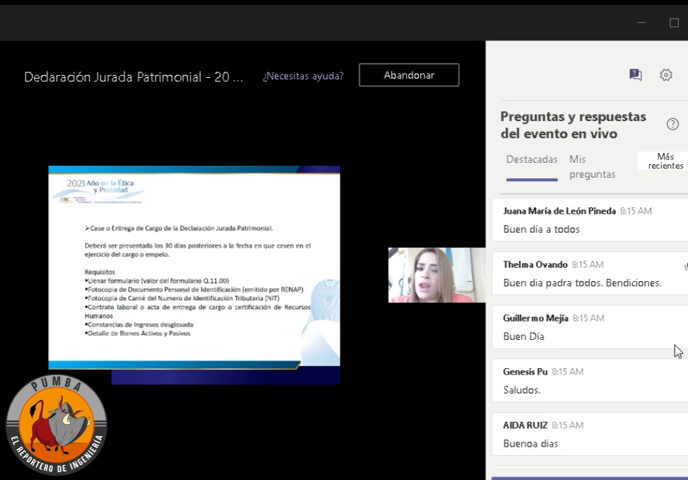 Declaración Jurada Patrimonial - 20 ...
¿Necesitas ayuda?
Abandonar
2021 Año de la Ética
y Probidad
➢Cese o Entrega de Cargo de la Declaración Jurada Patrimonial.
Deberá ser presentada los 30 días posteriores a la fecha en que cesen en el
ejercicio del cargo o empelo.
Requisitos
•Llenar formulario (valor del formulario Q.11.00)
•Fotocopia de Documento Personal de Identificación (emitido por RENAP)
•Fotocopia de Carné del Numero de Identificación Tributaria (NIT)
•Contrato laboral o acta de entrega de cargo o certificación de Recursos
Humanos
•Constancias de Ingresos desglosada
•Detalle de Bienes Activos y Pasivos
PUMBA
EL REPORTERO DE INGENIERÍA
Preguntas y respuestas
del evento en vivo
Destacadas
Mis
preguntas
Más
recientes
Juana María de León Pineda 8:15 AM
Buen día a todos
Thelma Ovando 8:15 AM
Buen dia padra todos. Bendiciones.
Guillermo Mejía 8:15 AM
Buen Día
Genesis Pu 8:15 AM
Saludos.
AIDA RUIZ 8:15 AM
Buenoa dias